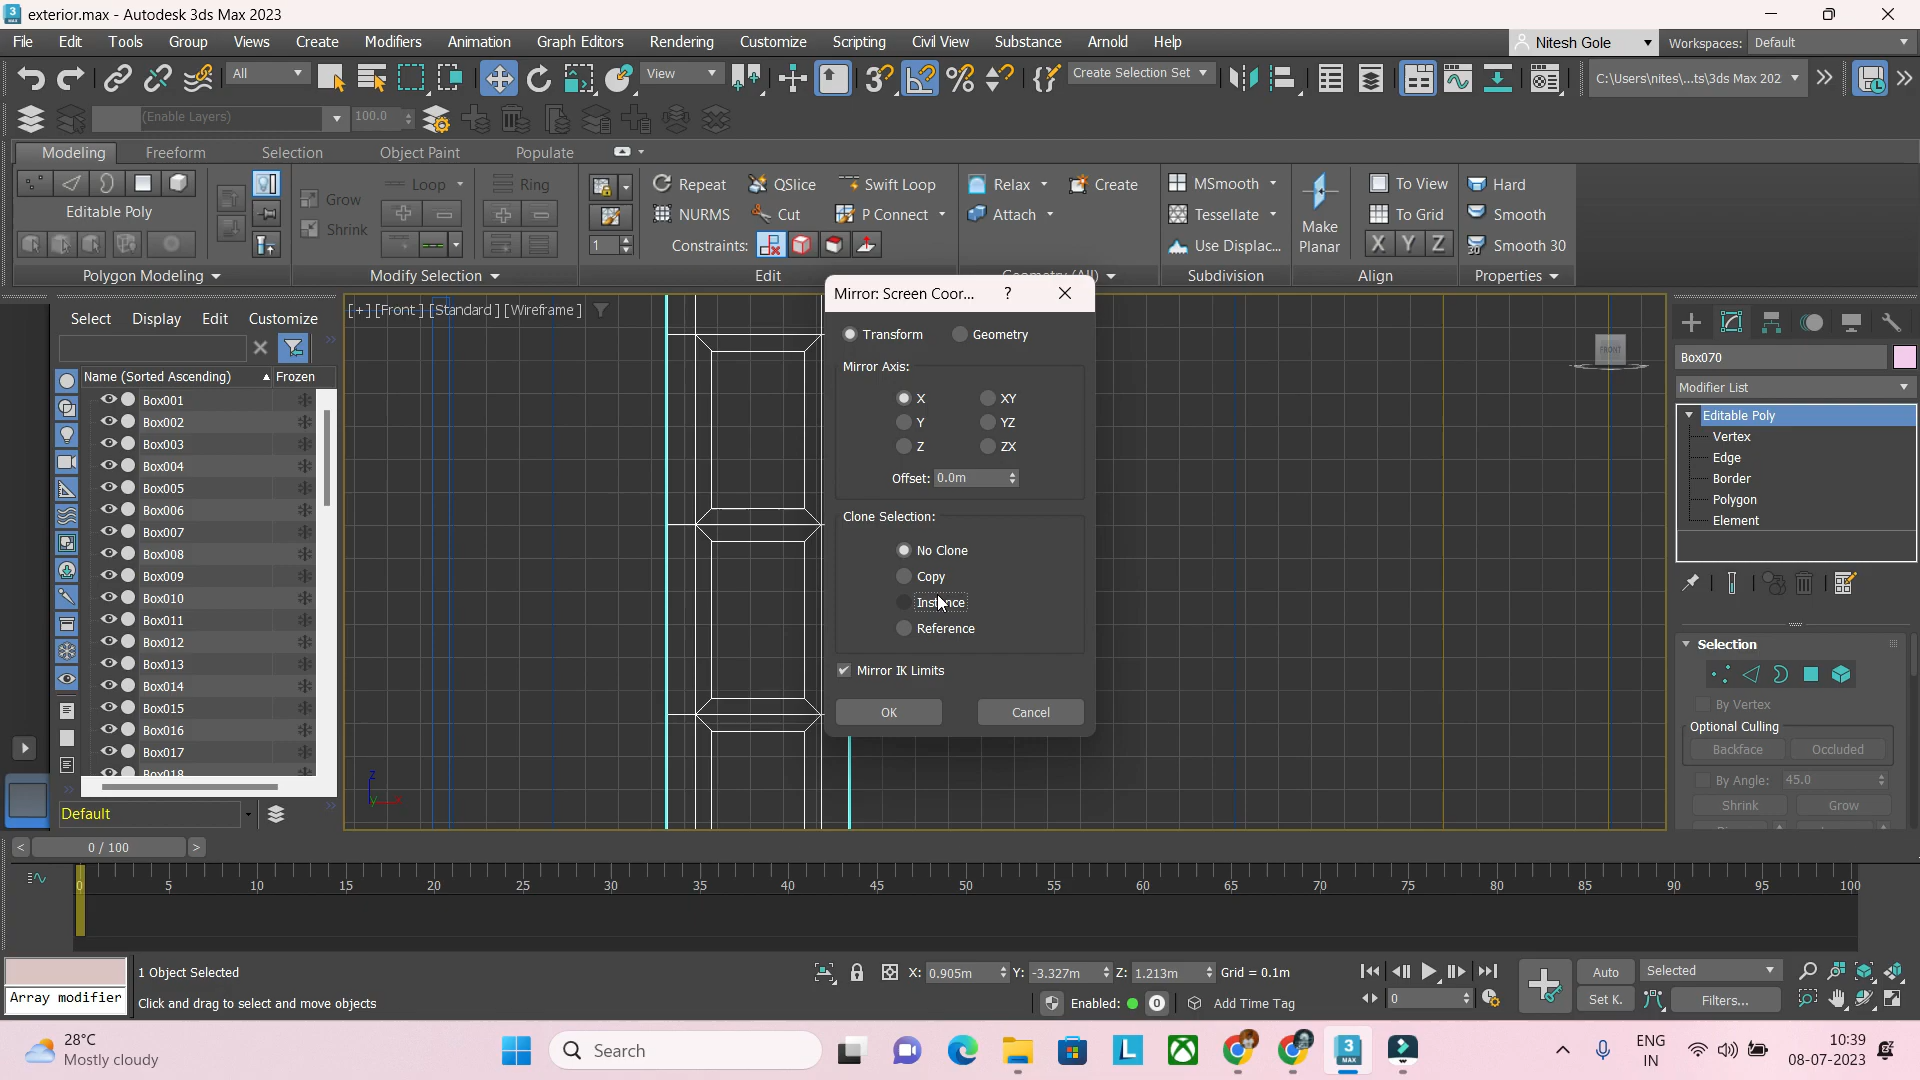 exterior.max - Autodesk 3ds Max 2023
File Edit Tools Group Views Create Modifiers Animation Graph Editors Rendering Customize Scripting Civil View Substance Arnold Help
Nitesh Gole Workspaces: Default
All View Create Selection Set C:\Users\nites\...ts\3ds Max 202
(Enable Layers) 100.0
Modeling Freeform Selection Object Paint Populate
Loop Ring Repeat QSlice Swift Loop Relax Create MSmooth To View Hard
Grow
Editable Poly NURMS Cut P Connect Attach Tessellate To Grid Smooth
Shrink Make
1 Constraints: Use Displac... Planar X Y Z Smooth 30
Polygon Modeling Modify Selection Edit Geometry (All) Subdivision Align Properties
Mirror: Screen Coor... ?
Transform Geometry
Mirror Axis:
X XY
Y YZ
Z ZX
Offset: 0.0m
Clone Selection:
No Clone
Copy
Instance
Reference
Mirror IK Limits
OK Cancel
[+] [Front] [Standard] [Wireframe]
FRONT
z
x
y
Select Display Edit Customize
Name (Sorted Ascending) Frozen
Box001
Box002
Box003
Box004
Box005
Box006
Box007
Box008
Box009
Box010
Box011
Box012
Box013
Box014
Box015
Box016
Box017
Box018
Default
Box070
Modifier List
Editable Poly
Vertex
Edge
Border
Polygon
Element
Selection
By Vertex
Optional Culling
Backface Occluded
By Angle: 45.0
Shrink Grow
< 0 / 100 >
0 5 10 15 20 25 30 35 40 45 50 55 60 65 70 75 80 85 90 95 100
1 Object Selected X: 0.905m Y: -3.327m Z: 1.213m Grid = 0.1m Auto Selected
Array modifier Click and drag to select and move objects Enabled: 0 Add Time Tag 0 Set K. Filters...
28°C
Mostly cloudy
Search
L
3
MAX
ENG
IN
10:39
08-07-2023